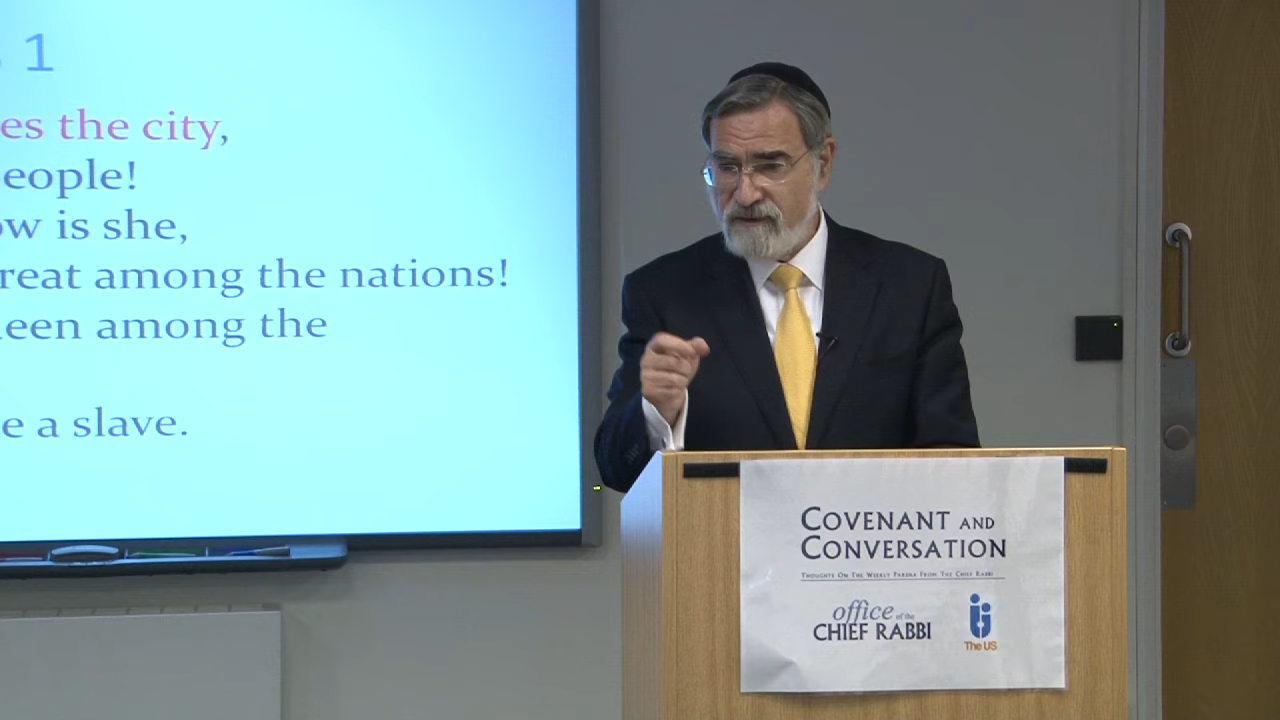 1
es the city,
eople!
ow is she,
reat among the nations!
een among the
e a slave.
COVENANT AND
CONVERSATION
THOUGHTS ON THE WEEKLY PARSHA FROM THE CHIEF RABBI
office of the
CHIEF RABBI
The US